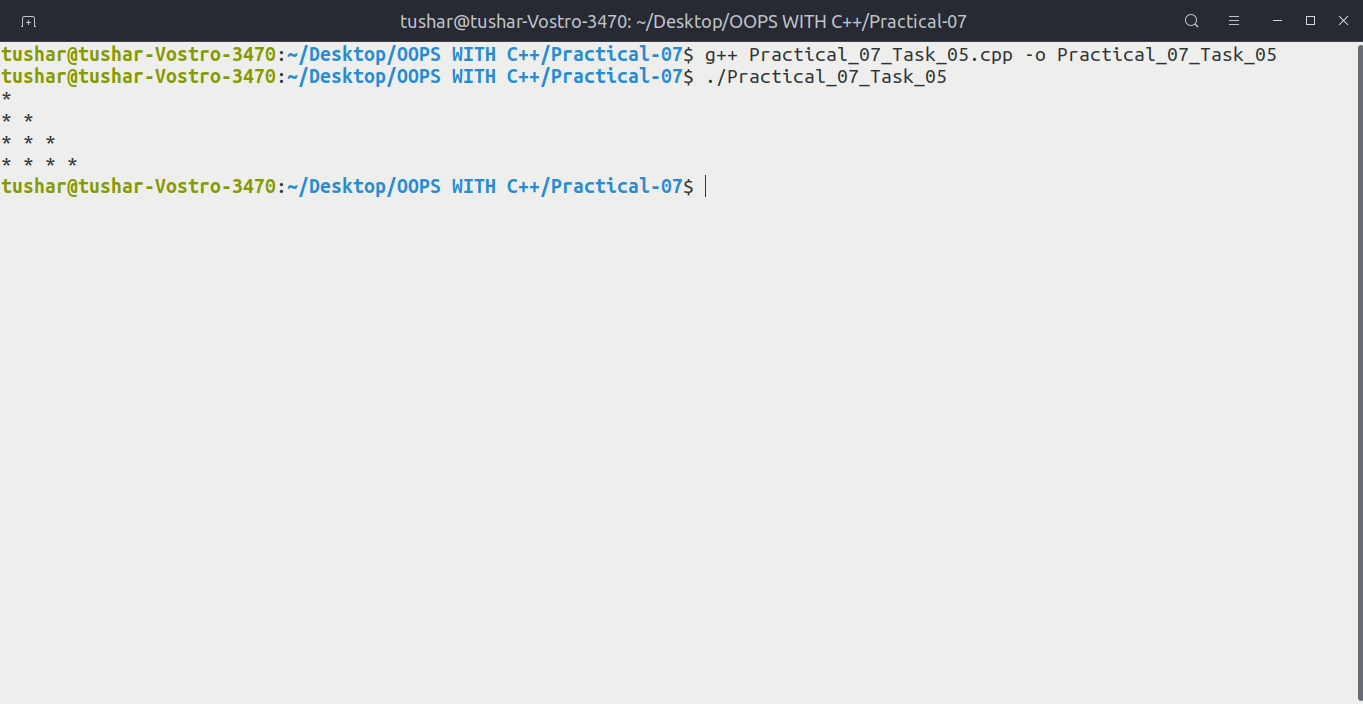 tushar@tushar-Vostro-3470: ~/Desktop/OOPS WITH C++/Practical-07
tushar@tushar-Vostro-3470:~/Desktop/OOPS WITH C++/Practical-07$ g++ Practical_07_Task_05.cpp -o Practical_07_Task_05
tushar@tushar-Vostro-3470:~/Desktop/OOPS WITH C++/Practical-07$ ./Practical_07_Task_05
*
* *
* * *
* * * *
tushar@tushar-Vostro-3470:~/Desktop/OOPS WITH C++/Practical-07$